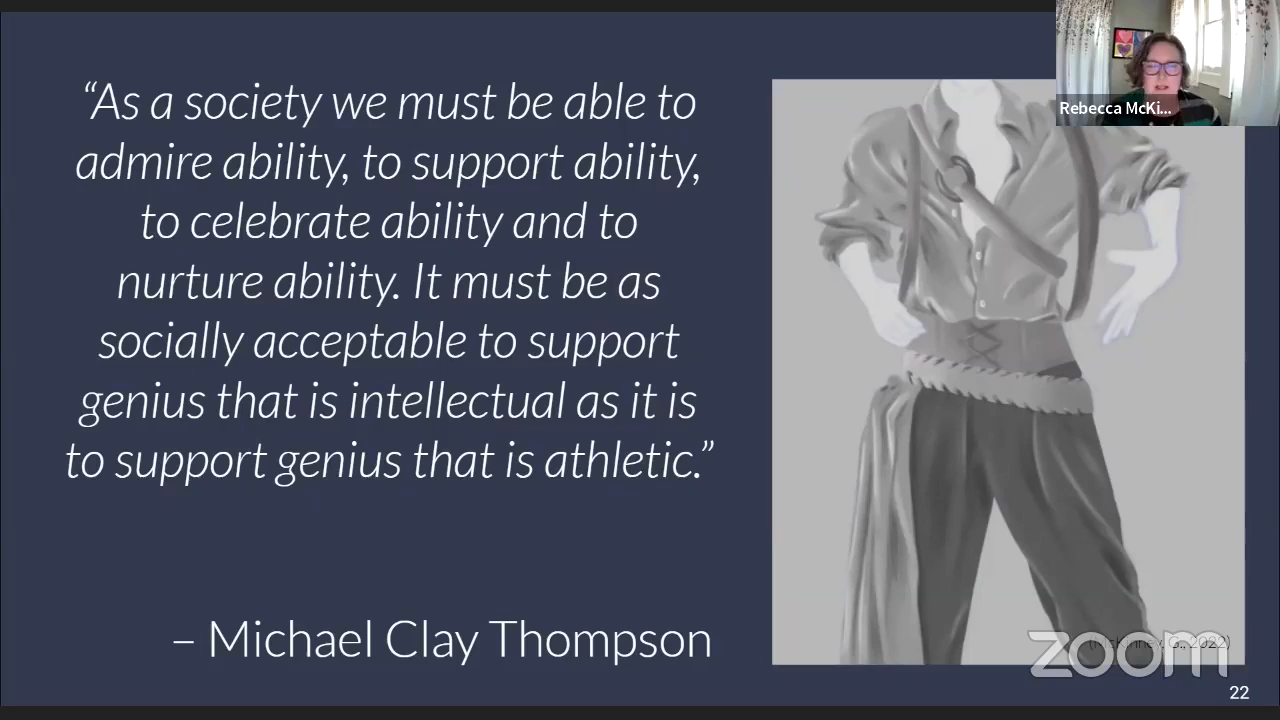 Rebecca McKi...
“As a society we must be able to
admire ability, to support ability,
to celebrate ability and to
nurture ability. It must be as
socially acceptable to support
genius that is intellectual as it is
to support genius that is athletic.”
– Michael Clay Thompson
G., 2022)
zoom
22